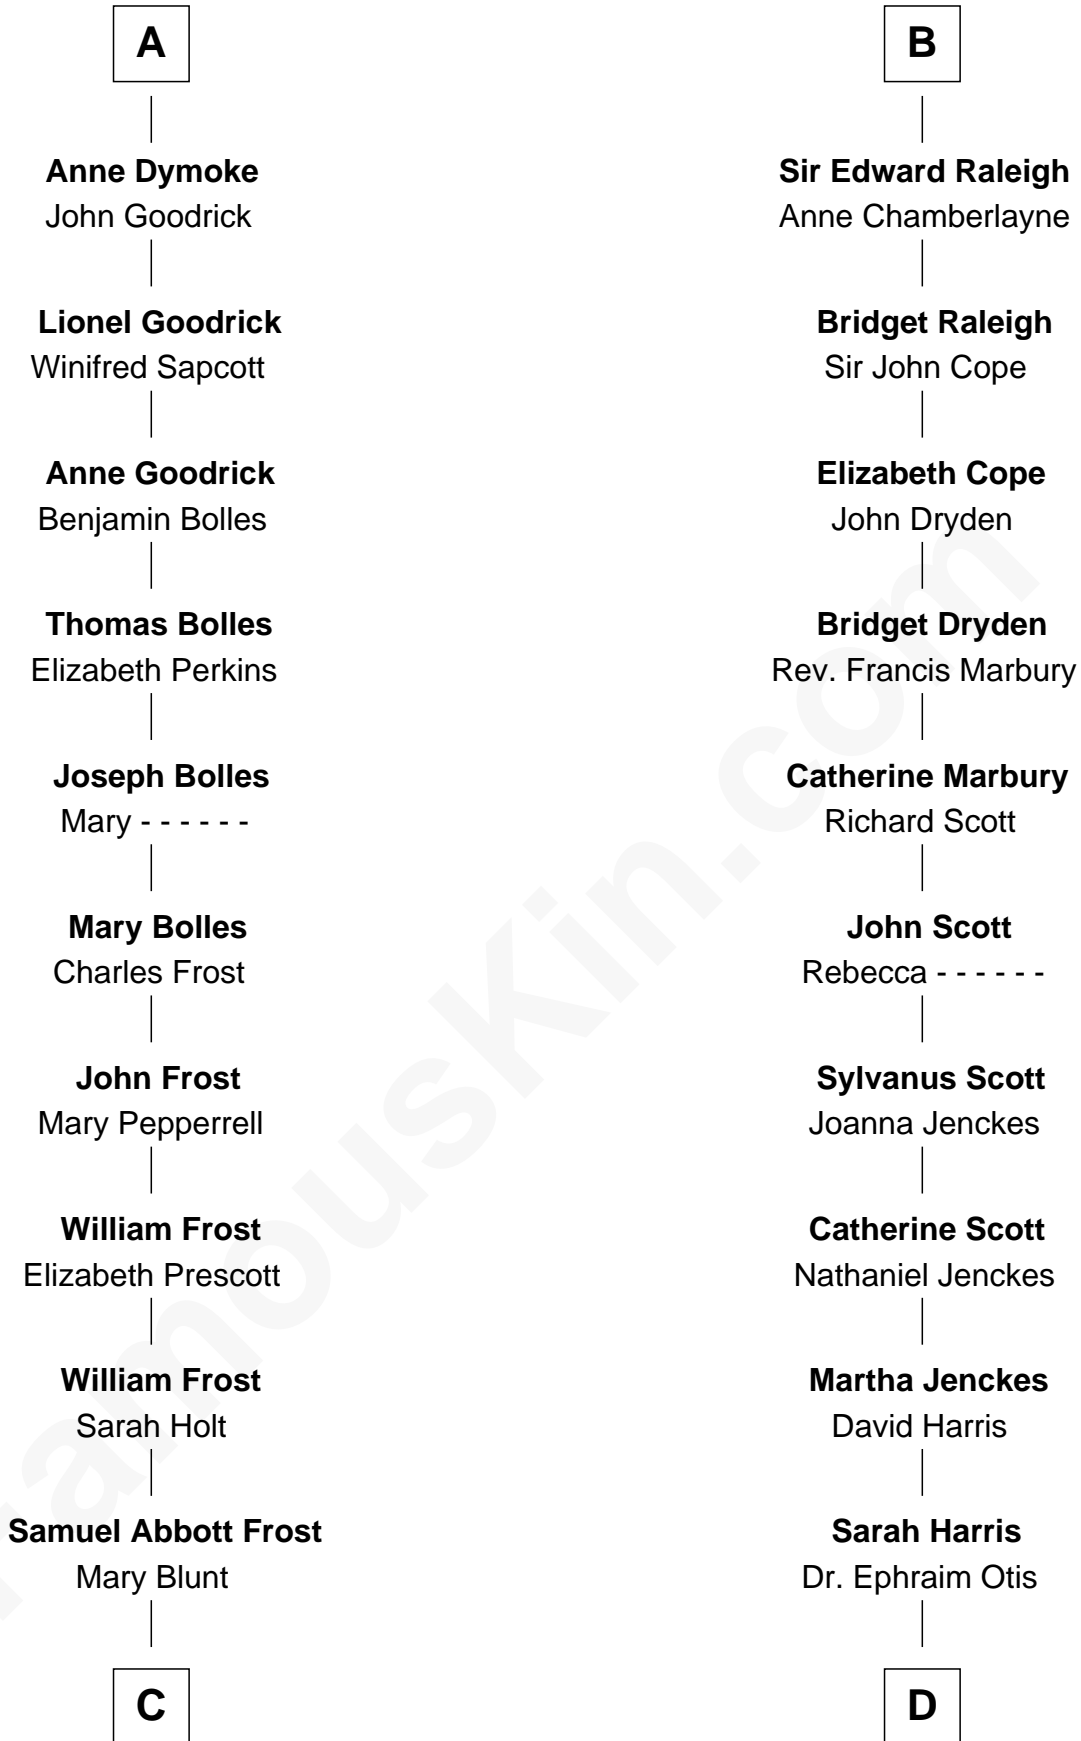 A
Anne Dymoke
John Goodrick
Lionel Goodrick
Winifred Sapcott
Anne Goodrick
Benjamin Bolles
Thomas Bolles
Elizabeth Perkins
Joseph Bolles
Mary - - - - - -
Mary Bolles
Charles Frost
John Frost
Mary Pepperrell
William Frost
Elizabeth Prescott
William Frost
Sarah Holt
Samuel Abbott Frost
Mary Blunt
C
B
Sir Edward Raleigh
Anne Chamberlayne
Bridget Raleigh
Sir John Cope
Elizabeth Cope
John Dryden
Bridget Dryden
Rev. Francis Marbury
Catherine Marbury
Richard Scott
John Scott
Rebecca - - - - - -
Sylvanus Scott
Joanna Jenckes
Catherine Scott
Nathaniel Jenckes
Martha Jenckes
David Harris
Sarah Harris
Dr. Ephraim Otis
D
FamousKin.com